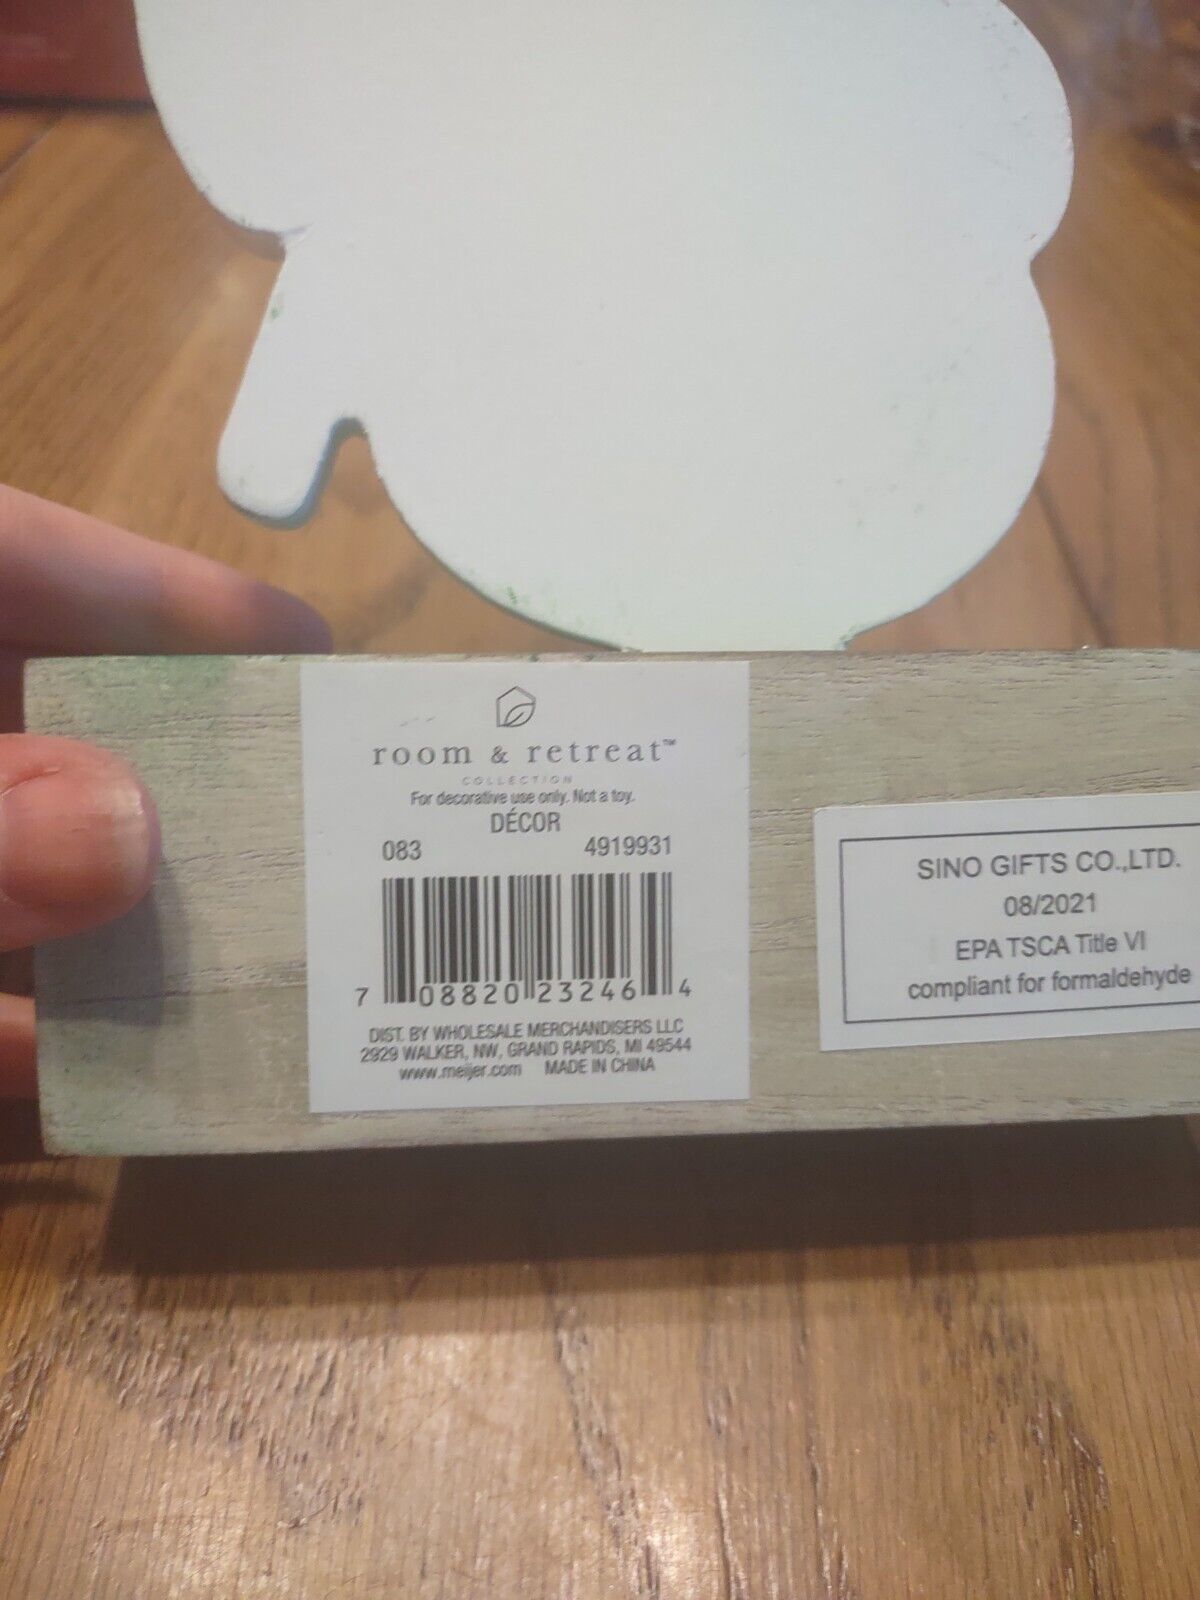 room & retreat™
COLLECTION
For decorative use only. Not a toy.
DÉCOR
083 4919931
7 08820 23246 4
DIST. BY WHOLESALE MERCHANDISERS LLC
2929 WALKER, NW, GRAND RAPIDS, MI 49544
www.meijer.com MADE IN CHINA
SINO GIFTS CO.,LTD.
08/2021
EPA TSCA Title VI
compliant for formaldehyde